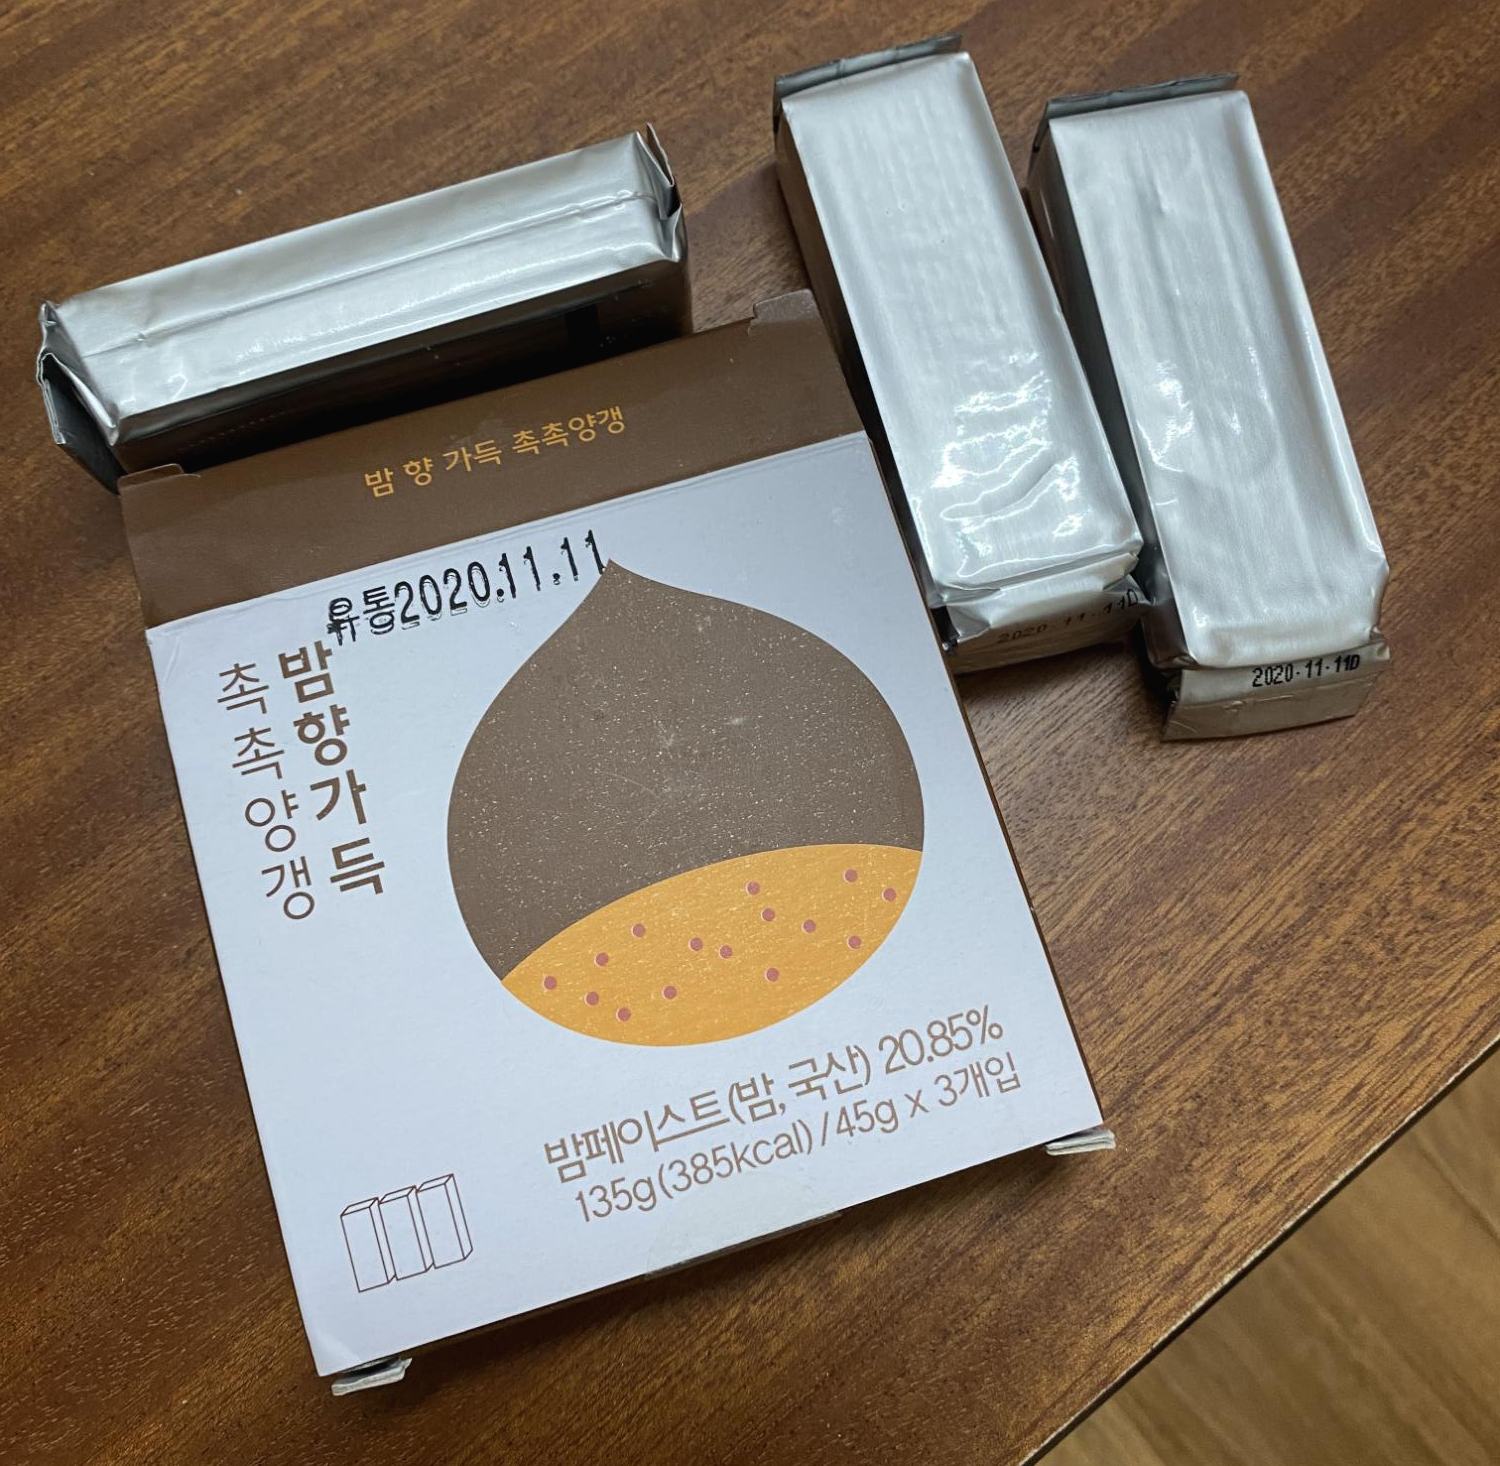 밤 향 가득 촉촉양갱
유통2020.11.11
밤향가득
촉촉양갱
밤페이스트(밤, 국산) 20.85%
135g(385kcal) / 45g x 3개입
2020·11·11D
2020·11·11D